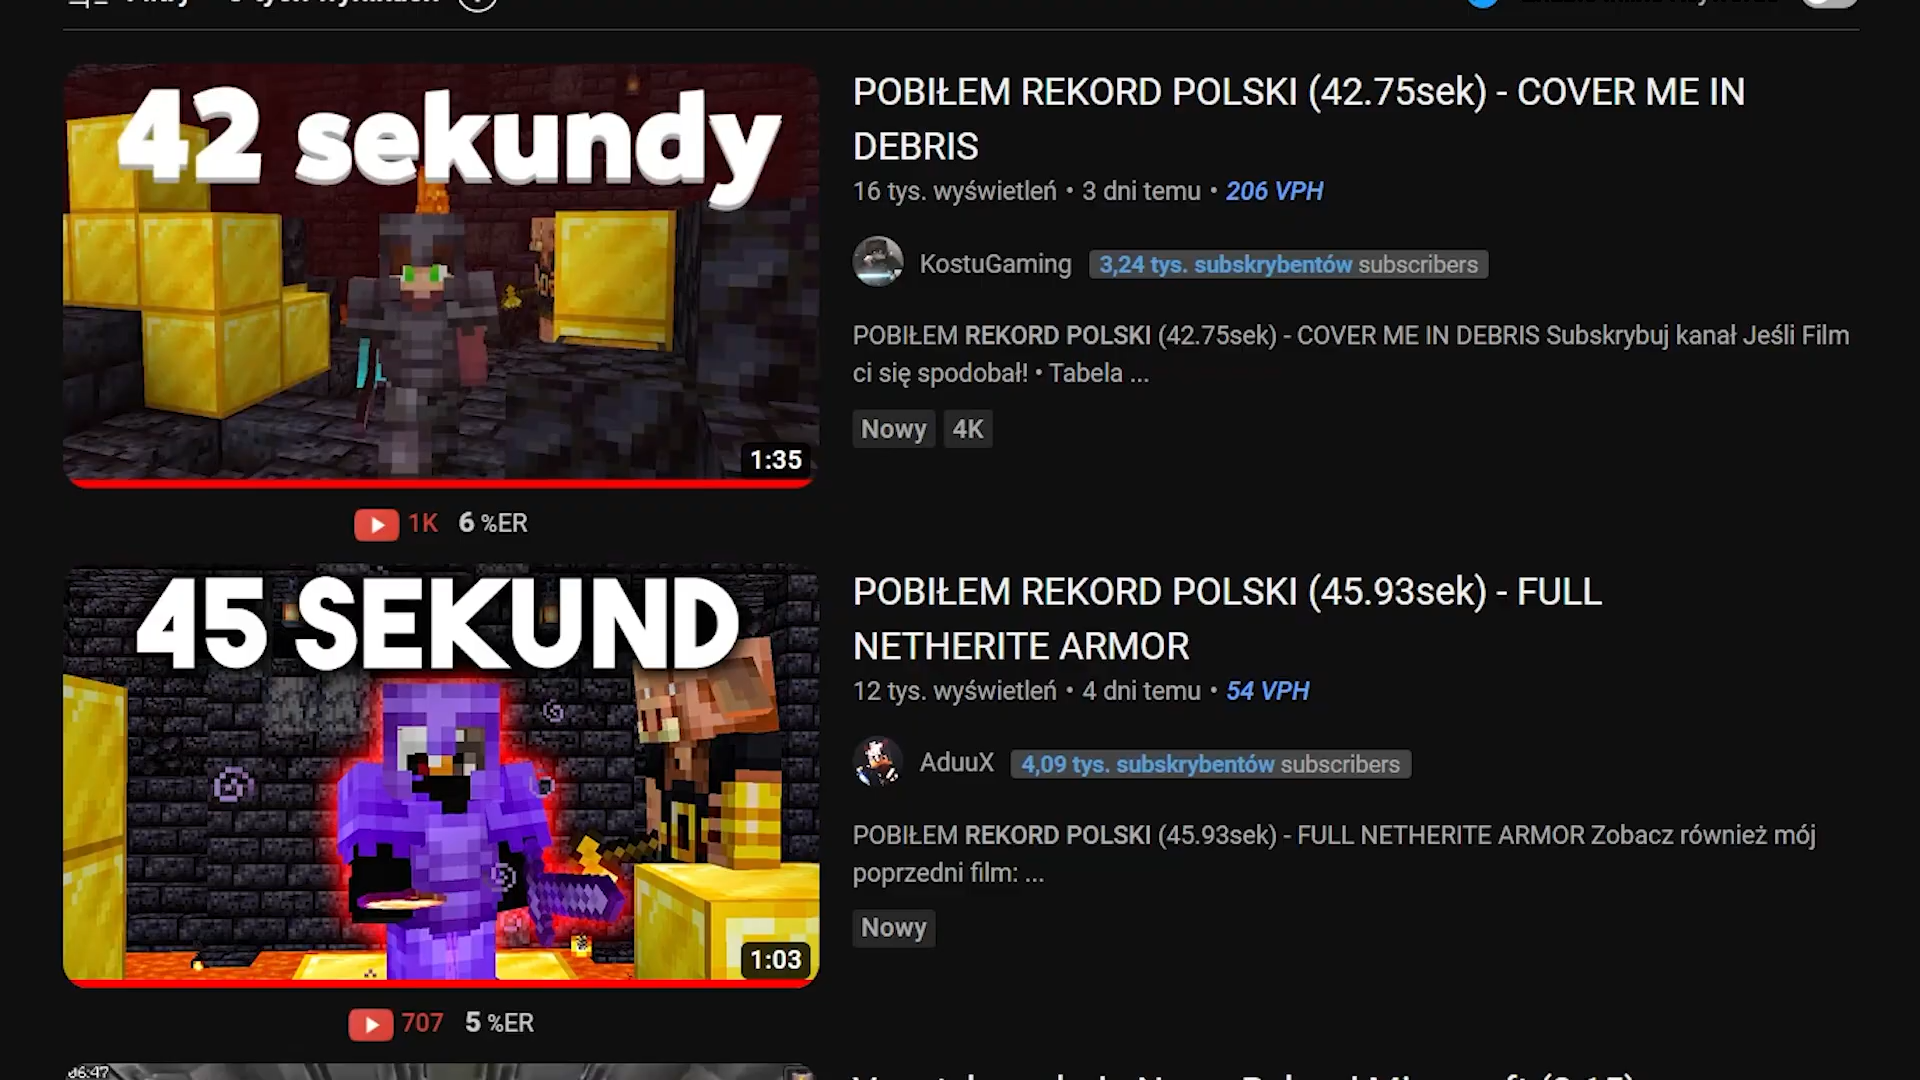 42 sekundy
1:35
1K 6 %ER
POBIŁEM REKORD POLSKI (42.75sek) - COVER ME IN
DEBRIS
16 tys. wyświetleń • 3 dni temu • 206 VPH
KostuGaming 3,24 tys. subskrybentów subscribers
POBIŁEM REKORD POLSKI (42.75sek) - COVER ME IN DEBRIS Subskrybuj kanał Jeśli Film
ci się spodobał! • Tabela ...
Nowy 4K
45 SEKUND
1:03
707 5 %ER
POBIŁEM REKORD POLSKI (45.93sek) - FULL
NETHERITE ARMOR
12 tys. wyświetleń • 4 dni temu • 54 VPH
AduuX 4,09 tys. subskrybentów subscribers
POBIŁEM REKORD POLSKI (45.93sek) - FULL NETHERITE ARMOR Zobacz również mój
poprzedni film: ...
Nowy